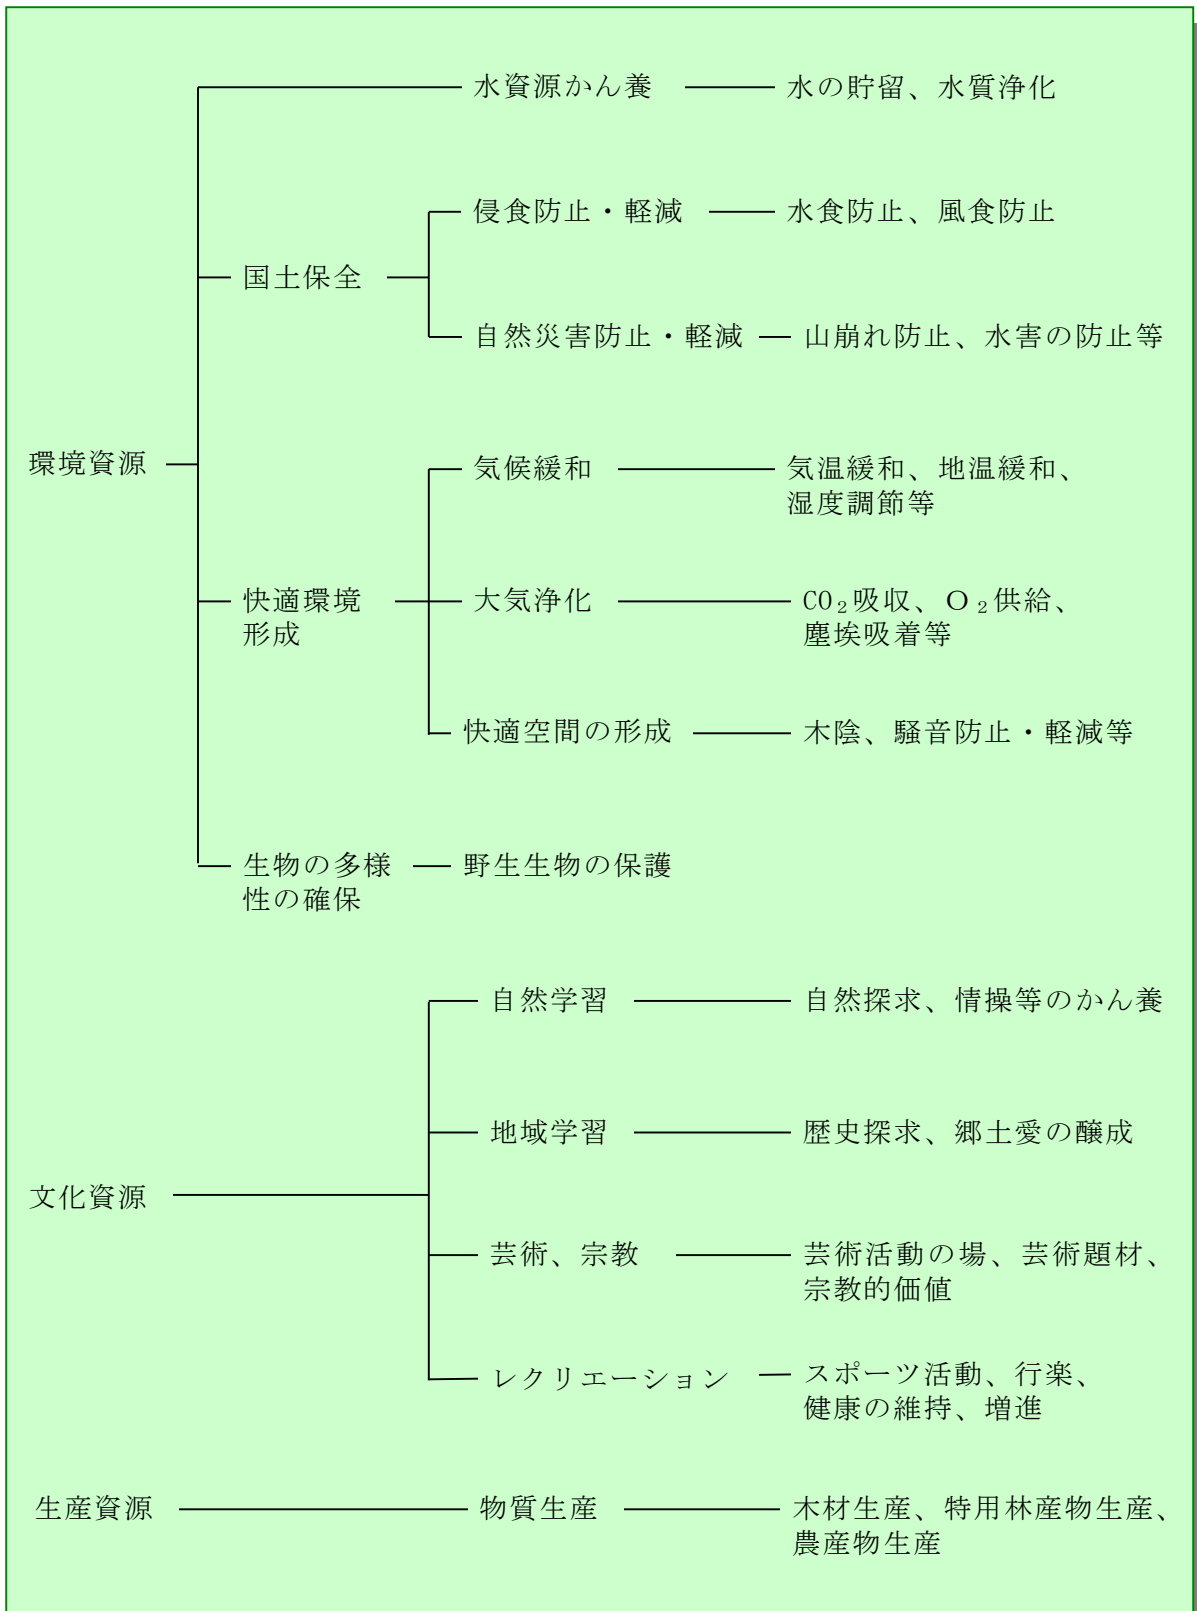 水資源かん養 水の貯留、水質浄化
侵食防止・軽減 水食防止、風食防止
国土保全
自然災害防止・軽減 山崩れ防止、水害の防止等
環境資源
気候緩和 気温緩和、地温緩和、
湿度調節等
快適環境 大気浄化 CO₂吸収、Ｏ₂供給、
形成 塵埃吸着等
快適空間の形成 木陰、騒音防止・軽減等
生物の多様 野生生物の保護
性の確保
自然学習 自然探求、情操等のかん養
地域学習 歴史探求、郷土愛の醸成
文化資源
芸術、宗教 芸術活動の場、芸術題材、
宗教的価値
レクリエーション スポーツ活動、行楽、
健康の維持、増進
生産資源 物質生産 木材生産、特用林産物生産、
農産物生産